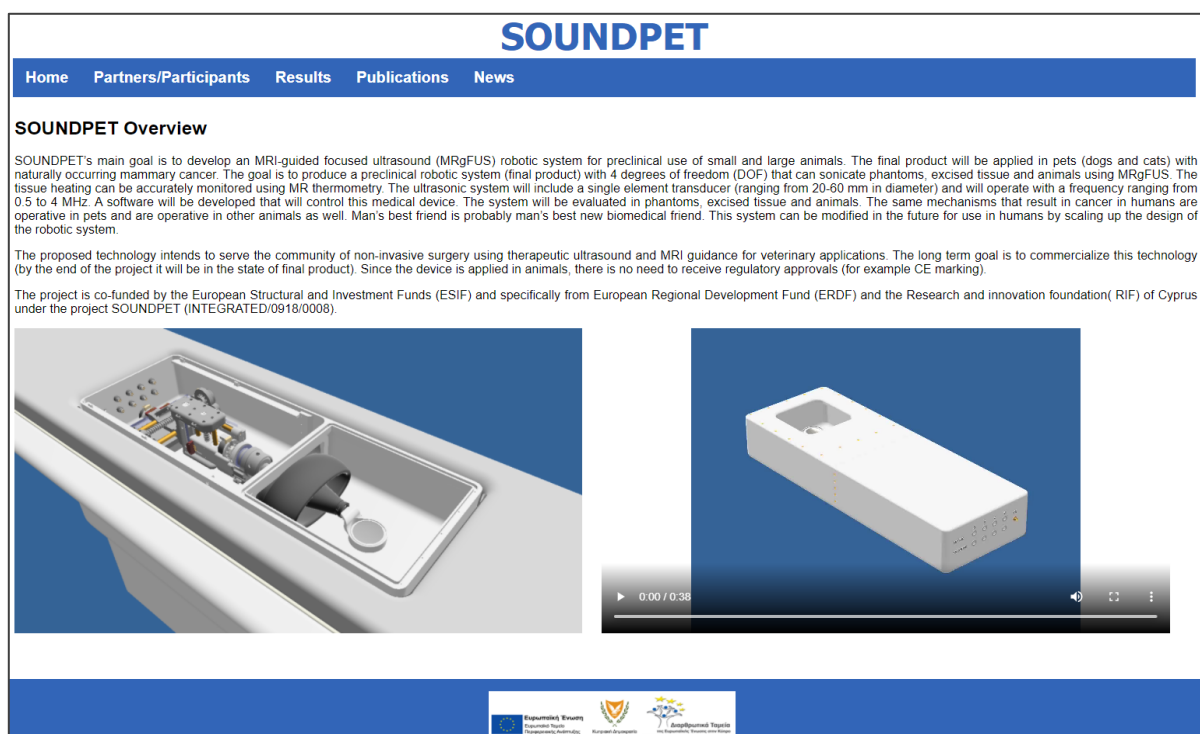 SOUNDPET
Home Partners/Participants Results Publications News
SOUNDPET Overview
SOUNDPET's main goal is to develop an MRI-guided focused ultrasound (MRgFUS) robotic system for preclinical use of small and large animals. The final product will be applied in pets (dogs and cats) with
naturally occurring mammary cancer. The goal is to produce a preclinical robotic system (final product) with 4 degrees of freedom (DOF) that can sonicate phantoms, excised tissue and animals using MRgFUS. The
tissue heating can be accurately monitored using MR thermometry. The ultrasonic system will include a single element transducer (ranging from 20-60 mm in diameter) and will operate with a frequency ranging from
0.5 to 4 MHz. A software will be developed that will control this medical device. The system will be evaluated in phantoms, excised tissue and animals. The same mechanisms that result in cancer in humans are
operative in pets and are operative in other animals as well. Man's best friend is probably man's best new biomedical friend. This system can be modified in the future for use in humans by scaling up the design of
the robotic system.
The proposed technology intends to serve the community of non-invasive surgery using therapeutic ultrasound and MRI guidance for veterinary applications. The long term goal is to commercialize this technology
(by the end of the project it will be in the state of final product). Since the device is applied in animals, there is no need to receive regulatory approvals (for example CE marking).
The project is co-funded by the European Structural and Investment Funds (ESIF) and specifically from European Regional Development Fund (ERDF) and the Research and innovation foundation( RIF) of Cyprus
under the project SOUNDPET (INTEGRATED/0918/0008).
0:00 / 0:38
Ευρωπαϊκή Ένωση
Ευρωπαϊκό Ταμείο
Περιφερειακής Ανάπτυξης
Κυπριακή Δημοκρατία
Διαρθρωτικά Ταμεία
της Ευρωπαϊκής Ένωσης στην Κύπρο